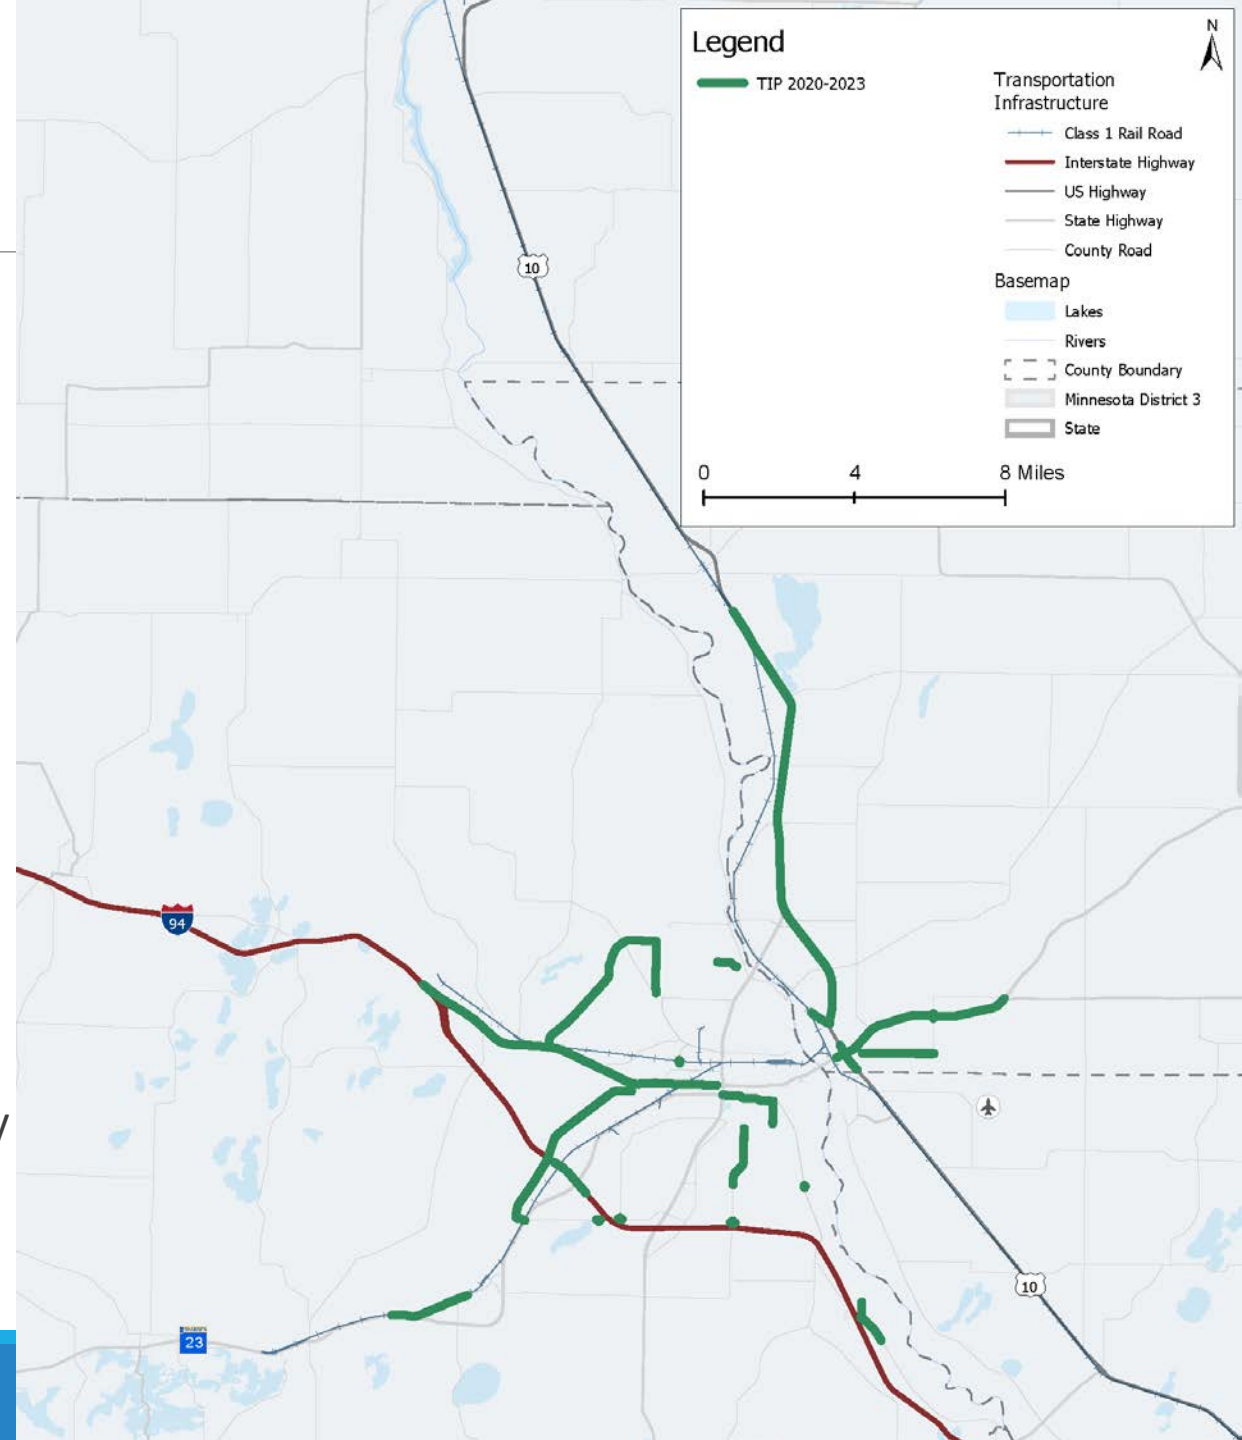 Legend
N
TIP 2020-2023
Transportation
Infrastructure
Class 1 Rail Road
Interstate Highway
US Highway
State Highway
County Road
Basemap
Lakes
Rivers
County Boundary
Minnesota District 3
State
0 4 8 Miles
10
94
10
23